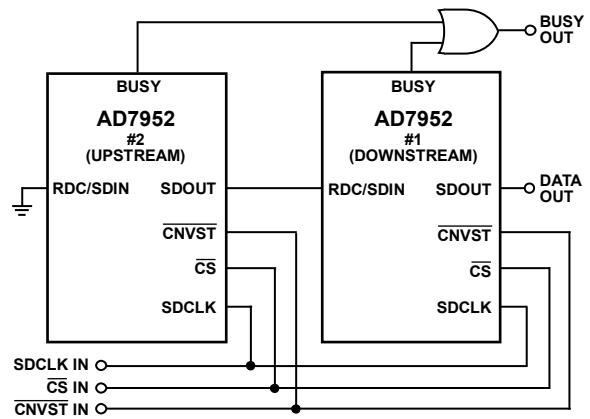 BUSY OUT
BUSY
AD7952
#2
(UPSTREAM)
RDC/SDIN
SDOUT
CNVST
CS
SDCLK
BUSY
AD7952
#1
(DOWNSTREAM)
RDC/SDIN
SDOUT
CNVST
CS
SDCLK
DATA
OUT
SDCLK IN
CS IN
CNVST IN